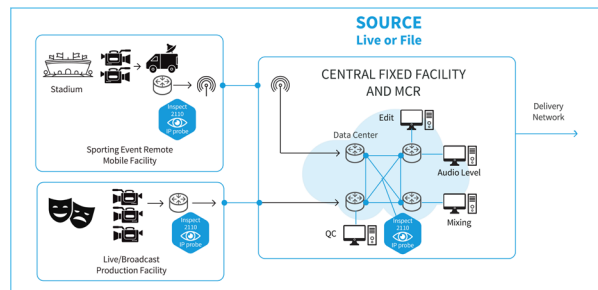 SOURCE
Live or File
Stadium
Inspect
2110
IP probe
Sporting Event Remote
Mobile Facility
CENTRAL FIXED FACILITY
AND MCR
Edit
Data Center
Audio Level
Mixing
QC
Inspect
2110
IP probe
Delivery
Network
Inspect
2110
IP probe
Live/Broadcast
Production Facility